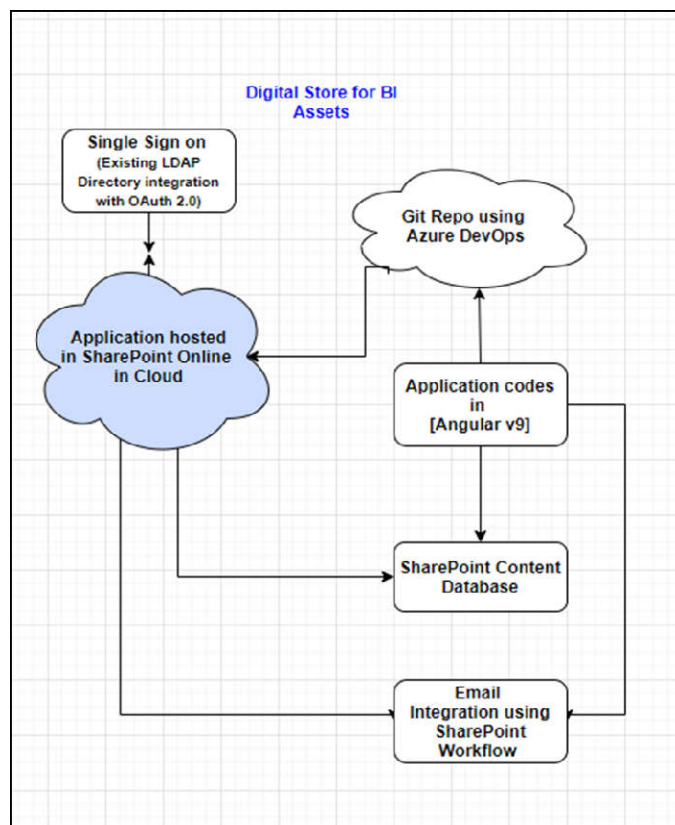 Digital Store for BI
Assets
Single Sign on
(Existing LDAP
Directory integration
with OAuth 2.0)
Git Repo using
Azure DevOps
Application hosted
in SharePoint Online
in Cloud
Application codes
in
[Angular v9]
SharePoint Content
Database
Email
Integration using
SharePoint
Workflow